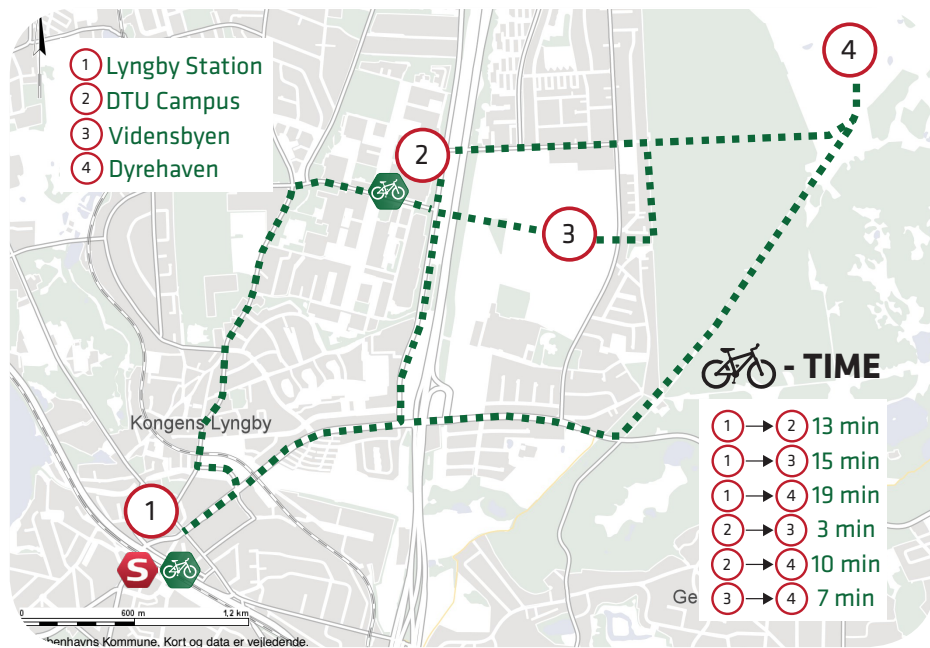 1 Lyngby Station
2 DTU Campus
3 Vidensbyen
4 Dyrehaven
4
2
3
- TIME
Kongens Lyngby
1 2 13 min
1 3 15 min
1 4 19 min
2 3 3 min
2 4 10 min
3 4 7 min
1
S
Ge
0 600 m 1,2 km
benhavns Kommune. Kort og data er vejledende.